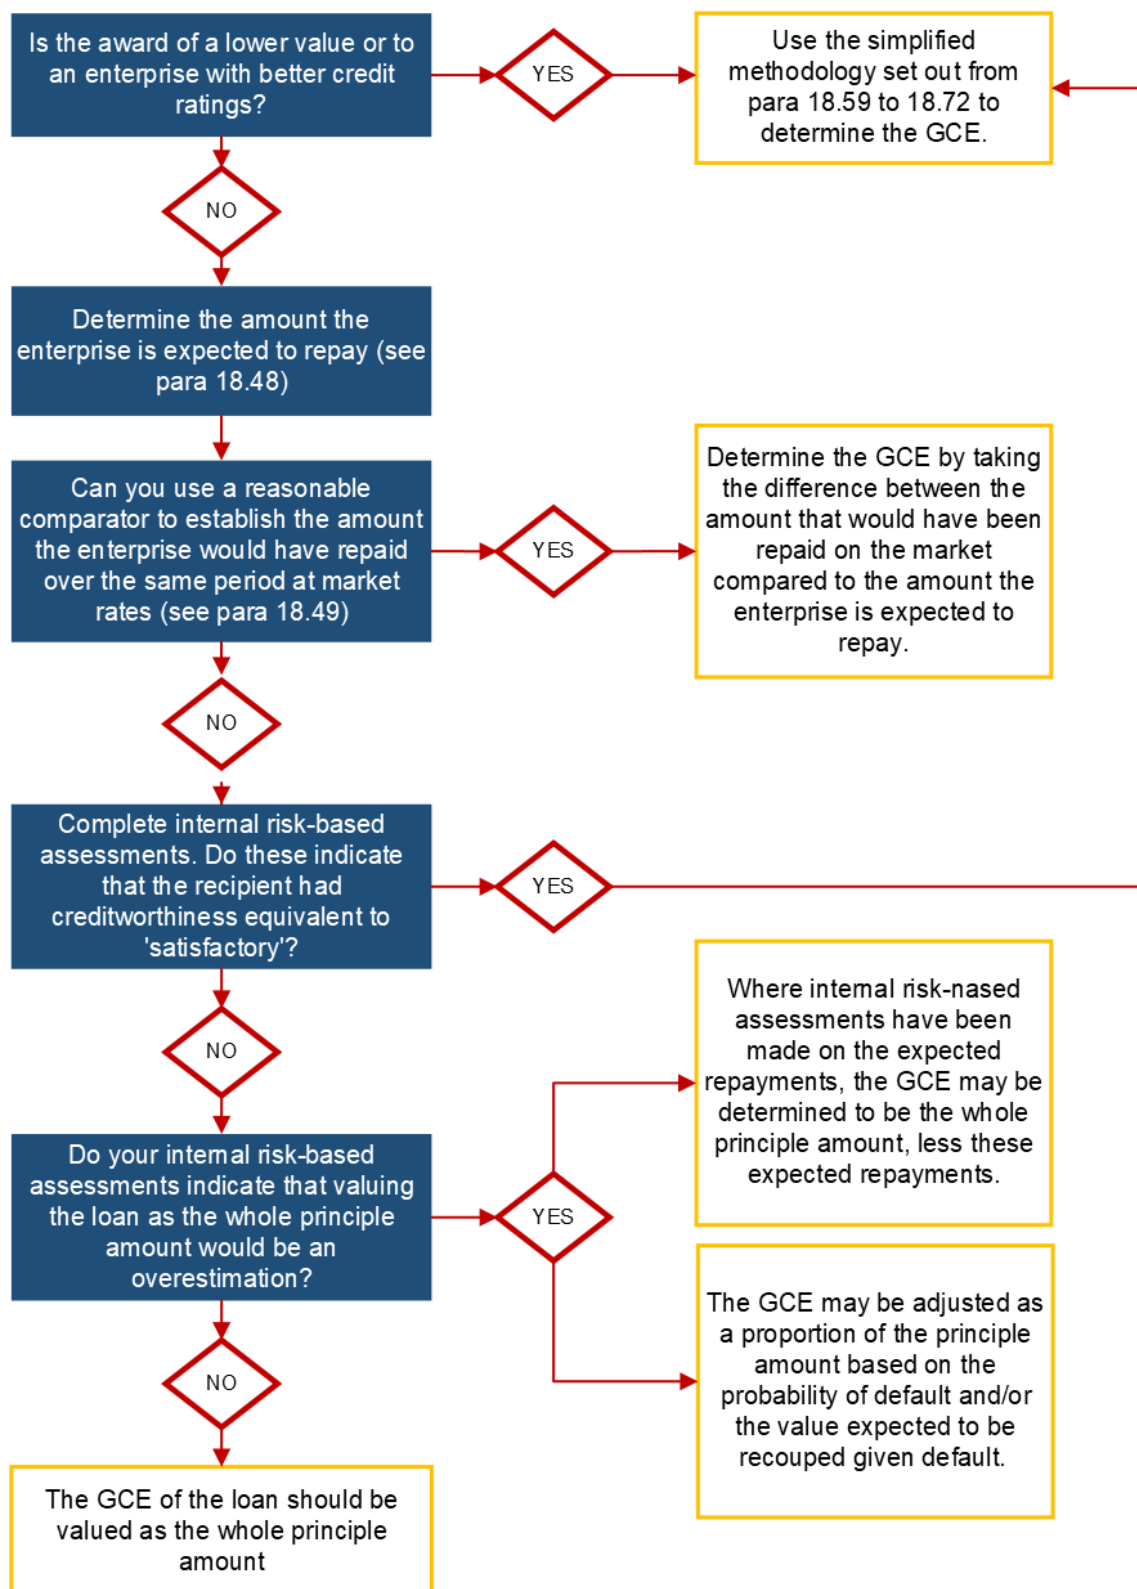 Is the award of a lower value or to
an enterprise with better credit
ratings?
YES
Use the simplified
methodology set out from
para 18.59 to 18.72 to
determine the GCE.
NO
Determine the amount the
enterprise is expected to repay (see
para 18.48)
Can you use a reasonable
comparator to establish the amount
the enterprise would have repaid
over the same period at market
rates (see para 18.49)
YES
Determine the GCE by taking
the difference between the
amount that would have been
repaid on the market
compared to the amount the
enterprise is expected to
repay.
NO
Complete internal risk-based
assessments. Do these indicate
that the recipient had
creditworthiness equivalent to
'satisfactory'?
YES
NO
Do your internal risk-based
assessments indicate that valuing
the loan as the whole principle
amount would be an
overestimation?
YES
Where internal risk-nased
assessments have been
made on the expected
repayments, the GCE may be
determined to be the whole
principle amount, less these
expected repayments.
The GCE may be adjusted as
a proportion of the principle
amount based on the
probability of default and/or
the value expected to be
recouped given default.
NO
The GCE of the loan should be
valued as the whole principle
amount